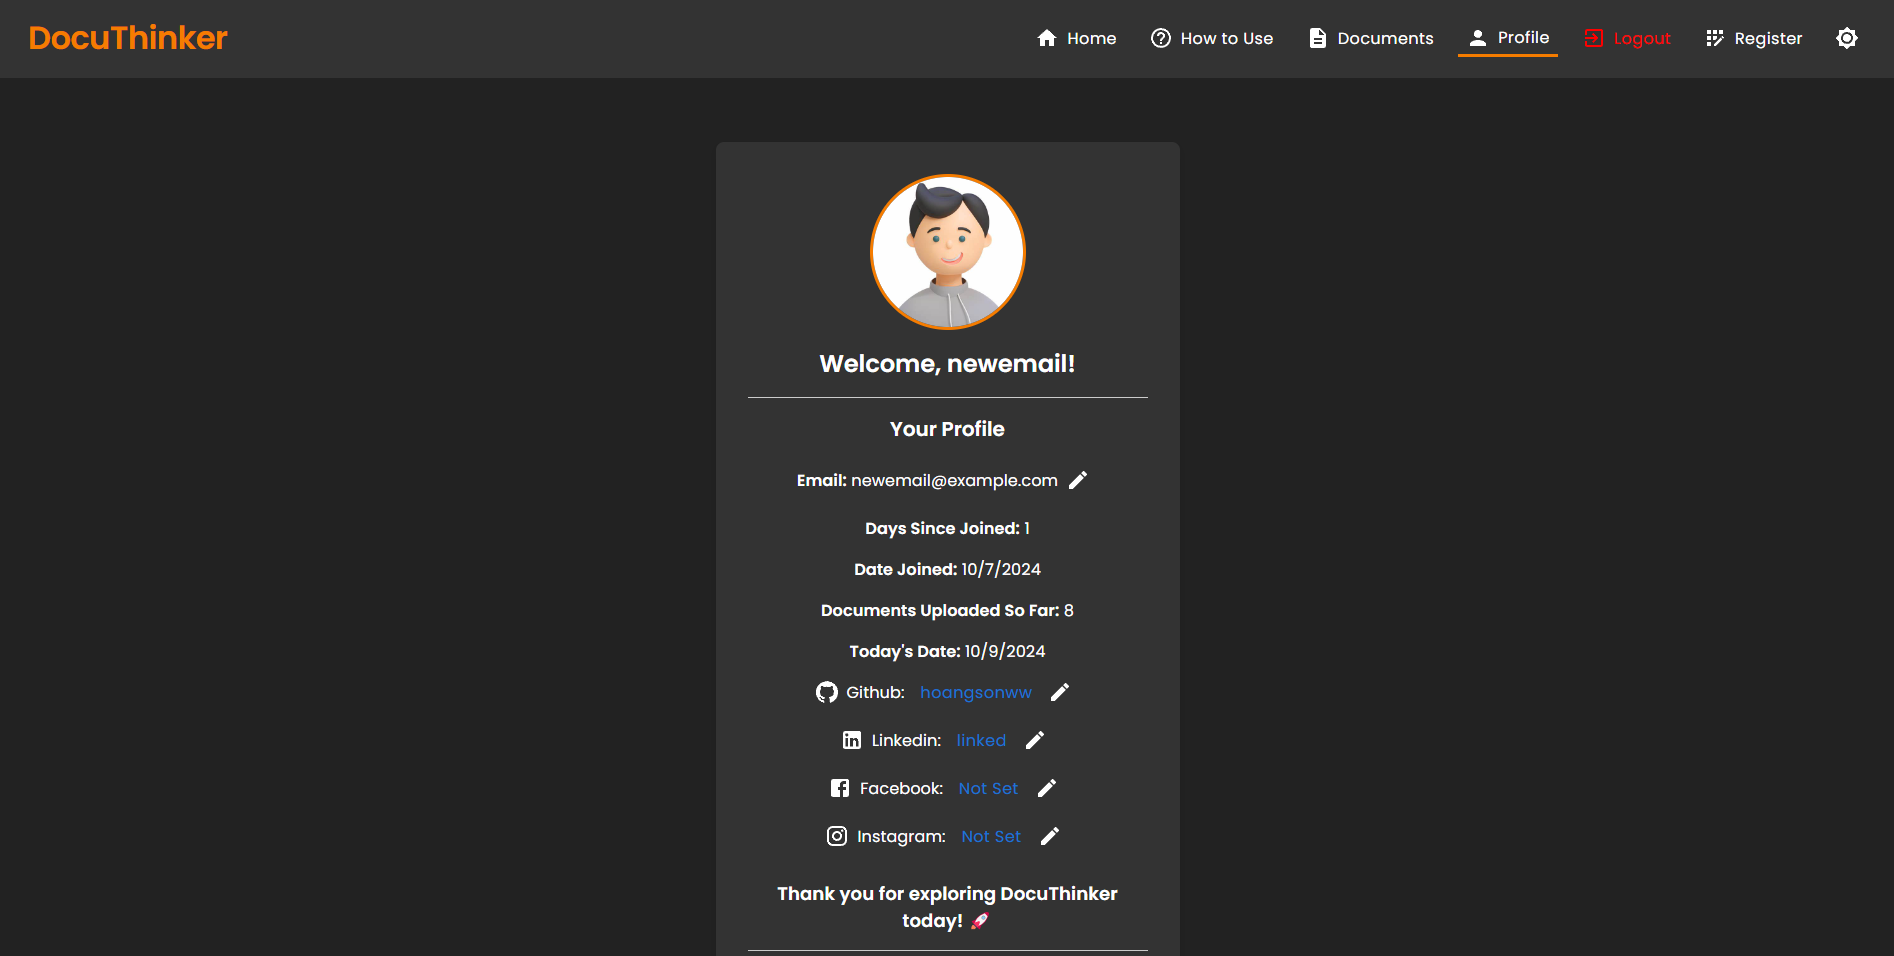 DocuThinker
Home
How to Use
Documents
Profile
Logout
Register
Welcome, newemail!
Your Profile
Email: newemail@example.com
Days Since Joined: 1
Date Joined: 10/7/2024
Documents Uploaded So Far: 8
Today's Date: 10/9/2024
Github: hoangsonww
Linkedin: linked
Facebook: Not Set
Instagram: Not Set
Thank you for exploring DocuThinker
today! 🚀